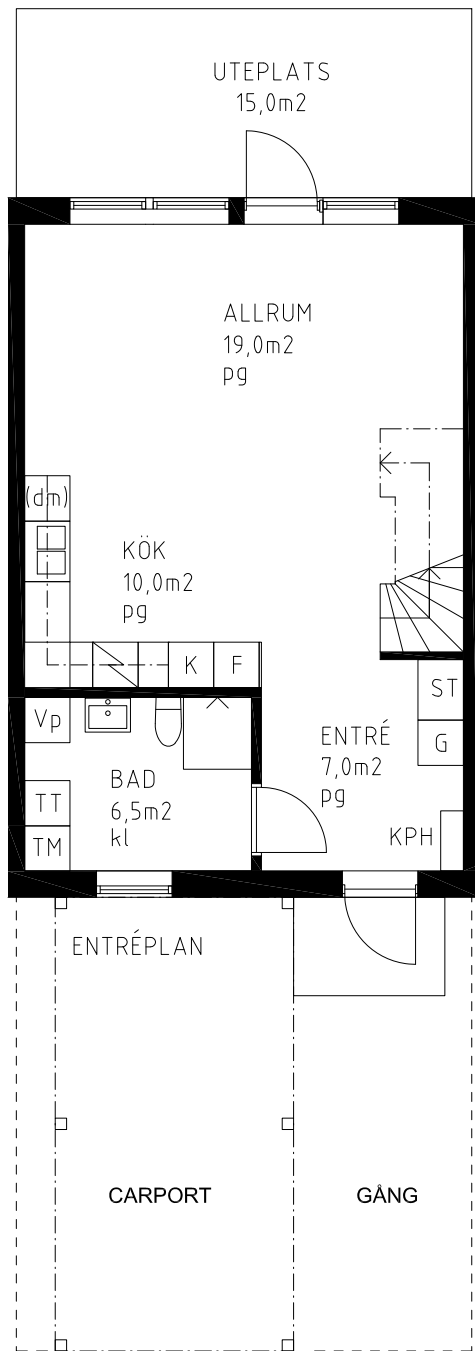 UTEPLATS
15,0m2
ALLRUM
19,0m2
pg
(dm)
KÖK
10,0m2
pg
K
F
ST
Vp
G
ENTRÉ
7,0m2
pg
BAD
6,5m2
kl
TT
TM
KPH
ENTRÉPLAN
CARPORT
GÅNG